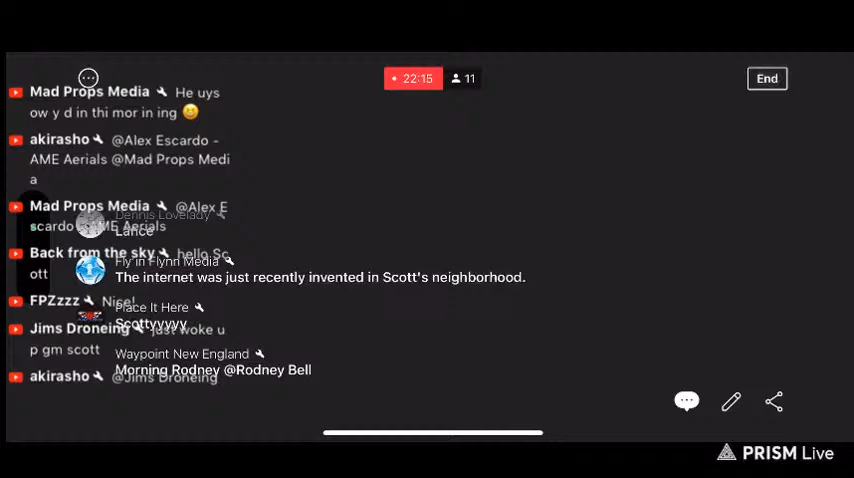 22:15
11
End
Mad Props Media He uys
ow y d in thi mor in ing
akirasho @Alex Escardo -
AME Aerials @Mad Props Medi
a
Mad Props Media @Alex E
scardo - AME Aerials
Dennis Lovelady
Lance
Back from the sky hello Sc
ott
Fly'in Flynn Media
The internet was just recently invented in Scott's neighborhood.
FPZzzz Nice!
Place It Here
Scottyyyyy
Jims Droneing just woke u
p gm scott
Waypoint New England
Morning Rodney @Rodney Bell
akirasho @Jims Droneing
PRISM Live